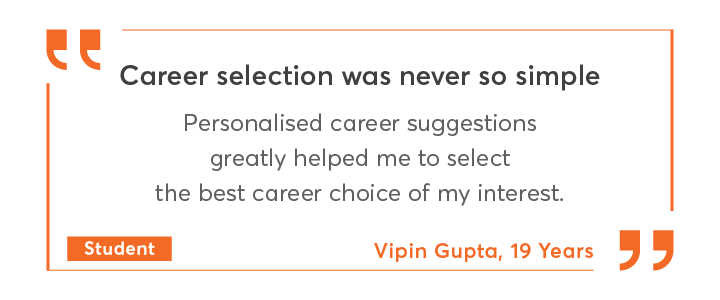 Career selection was never so simple
Personalised career suggestions
greatly helped me to select
the best career choice of my interest.
Student
Vipin Gupta, 19 Years